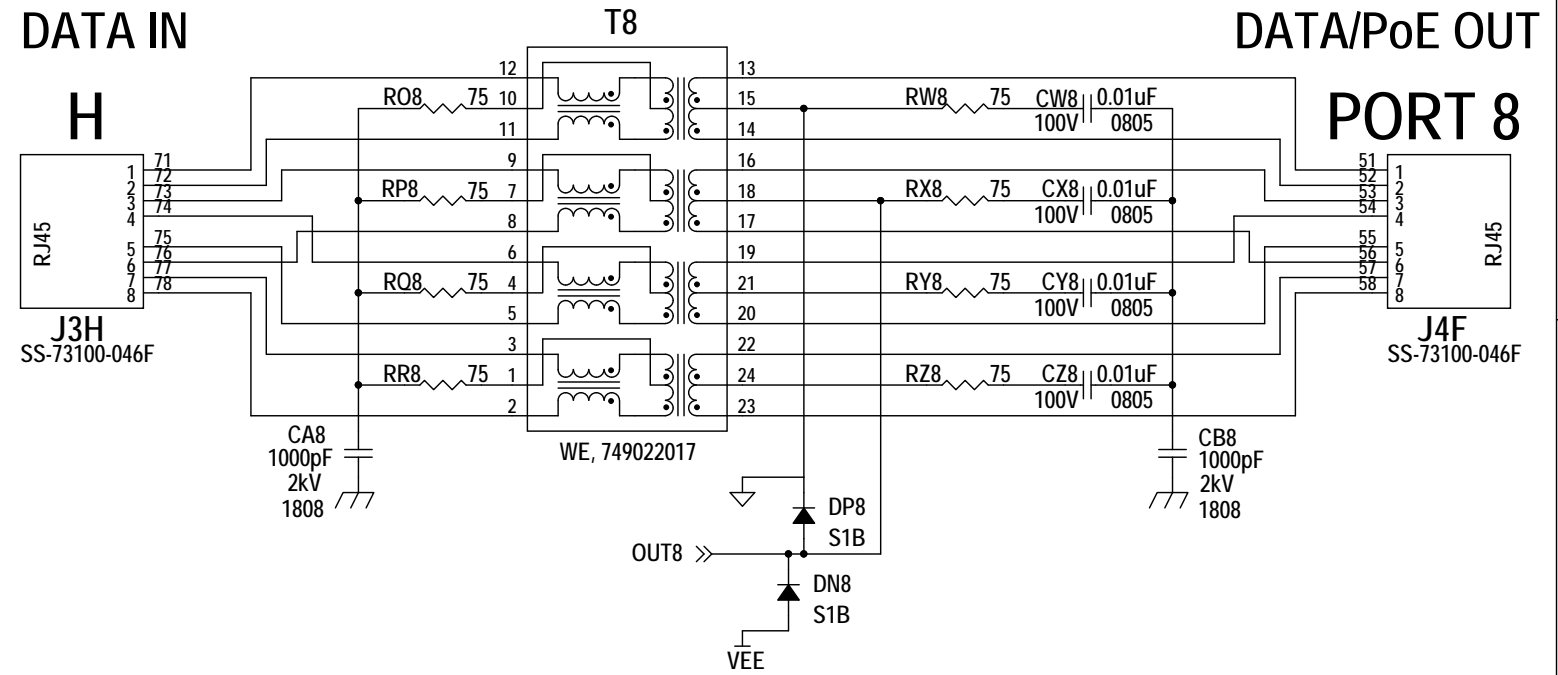 DATA IN
T8
DATA/PoE OUT
H
PORT 8
12
10
11
9
7
8
6
4
5
3
1
2
13
15
14
16
18
17
19
21
20
22
24
23
RO8 75
RP8 75
RQ8 75
RR8 75
RW8 75 CW8 0.01uF
100V 0805
RX8 75 CX8 0.01uF
100V 0805
RY8 75 CY8 0.01uF
100V 0805
RZ8 75 CZ8 0.01uF
100V 0805
RJ45
1 71
2 72
3 73
4 74
5 75
6 76
7 77
8 78
J3H
SS-73100-046F
51 1
52 2
53 3
54 4
55 5
56 6
57 7
58 8
RJ45
J4F
SS-73100-046F
CA8
1000pF
2kV
1808
WE, 749022017
CB8
1000pF
2kV
1808
DP8
S1B
OUT8
DN8
S1B
VEE